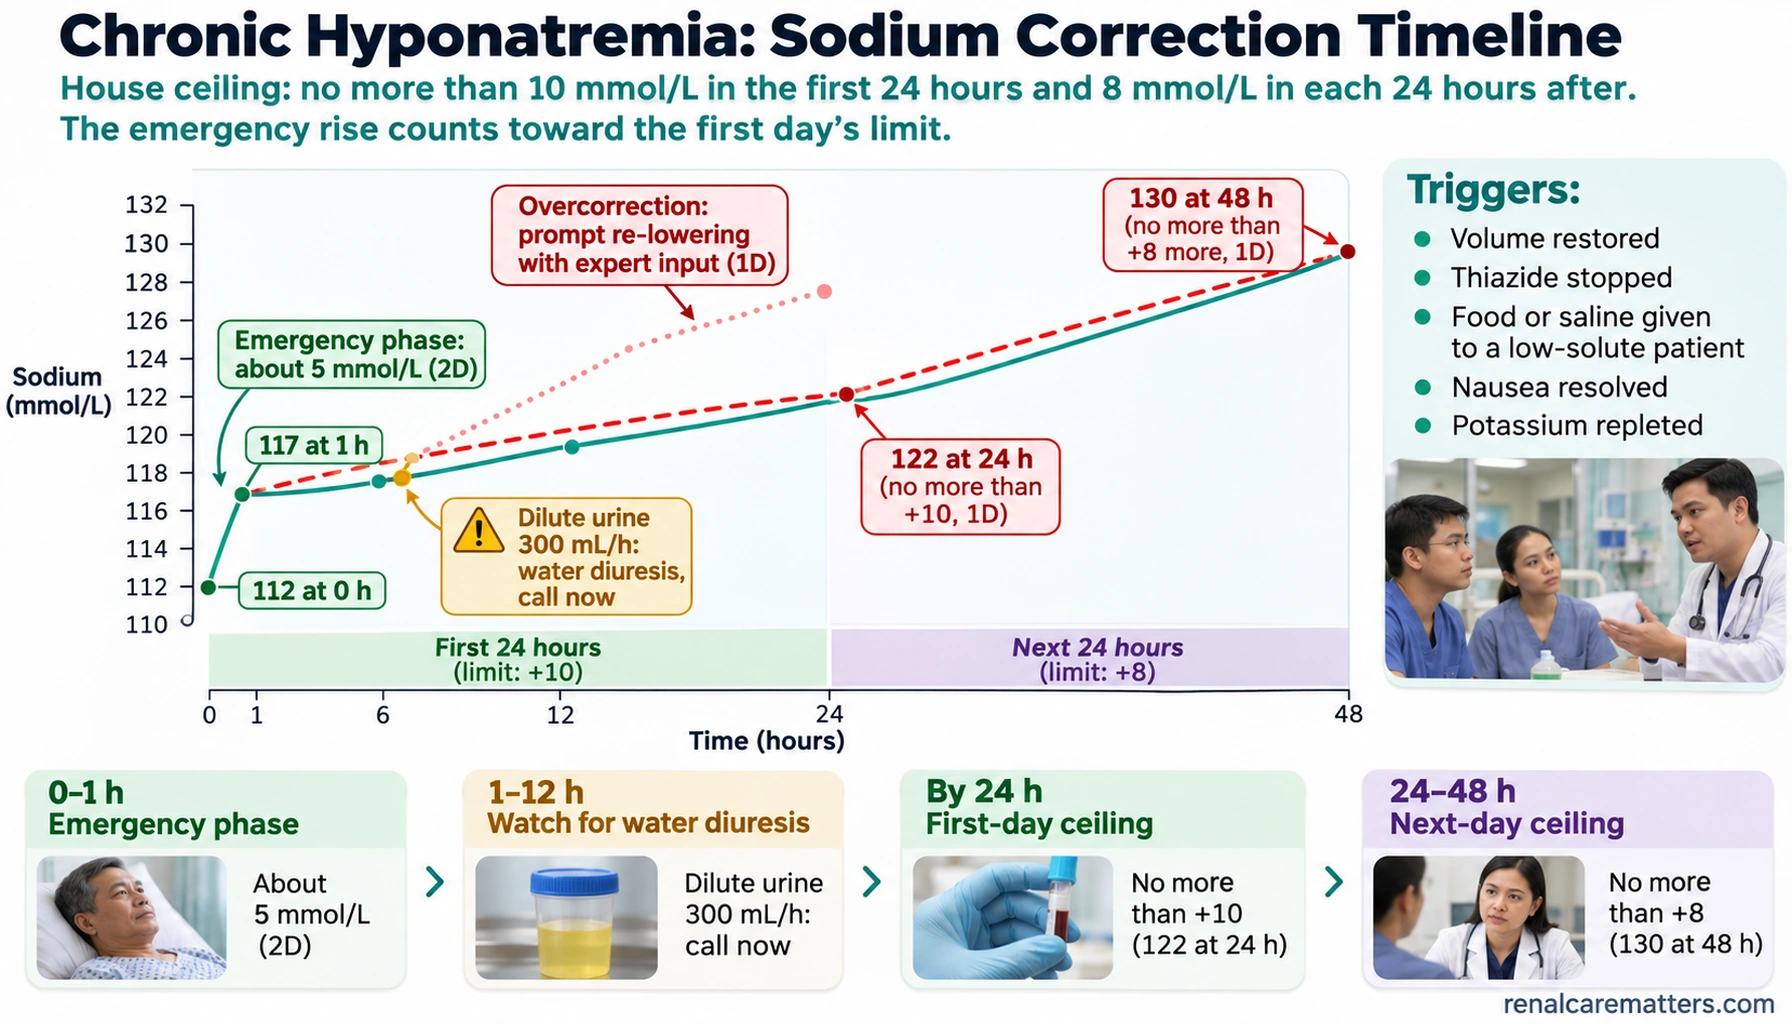 Chronic Hyponatremia: Sodium Correction Timeline
House ceiling: no more than 10 mmol/L in the first 24 hours and 8 mmol/L in each 24 hours after.
The emergency rise counts toward the first day's limit.
Sodium
(mmol/L)
132
130
128
126
124
122
120
118
116
114
112
110
Emergency phase:
about 5 mmol/L (2D)
117 at 1 h
112 at 0 h
Overcorrection:
prompt re-lowering
with expert input (1D)
Dilute urine
300 mL/h:
water diuresis,
call now
122 at 24 h
(no more than
+10, 1D)
130 at 48 h
(no more than
+8 more, 1D)
First 24 hours
(limit: +10)
Next 24 hours
(limit: +8)
0 1 6 12 24 48
Time (hours)
Triggers:
Volume restored
Thiazide stopped
Food or saline given
to a low-solute patient
Nausea resolved
Potassium repleted
0–1 h
Emergency phase
About
5 mmol/L
(2D)
1–12 h
Watch for water diuresis
Dilute urine
300 mL/h:
call now
By 24 h
First-day ceiling
No more
than +10
(122 at 24 h)
24–48 h
Next-day ceiling
No more
than +8
(130 at 48 h)
renalcarematters.com